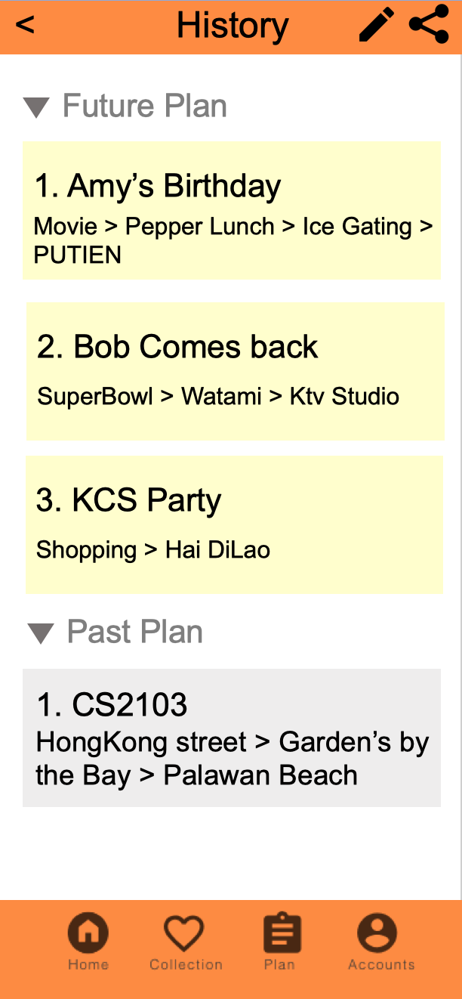 <
History
Future Plan
1. Amy’s Birthday
Movie > Pepper Lunch > Ice Gating >
PUTIEN
2. Bob Comes back
SuperBowl > Watami > Ktv Studio
3. KCS Party
Shopping > Hai DiLao
Past Plan
1. CS2103
HongKong street > Garden’s by
the Bay > Palawan Beach
Home Collection Plan Accounts